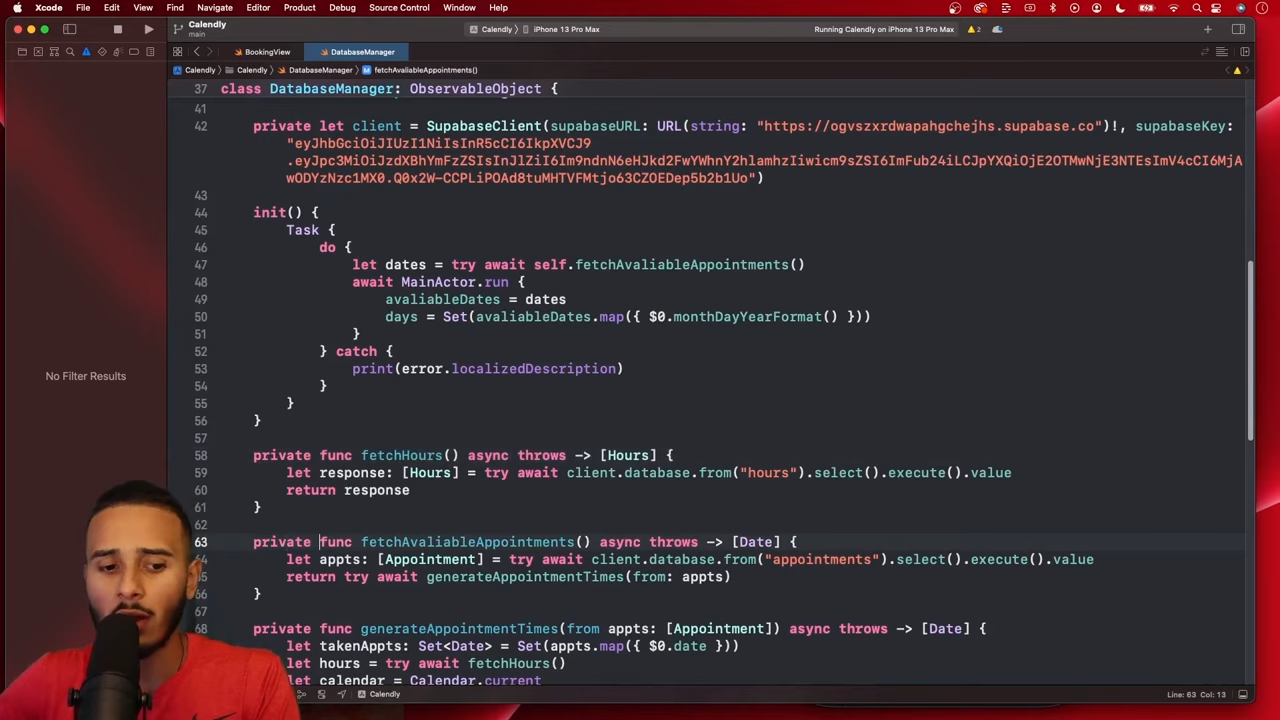 Xcode File Edit View Find Navigate Editor Product Debug Source Control Window Help
Calendly
main
Calendly iPhone 13 Pro Max
Running Calendly on iPhone 13 Pro Max 2
BookingView DatabaseManager
Calendly Calendly DatabaseManager fetchAvaliableAppointments()
37 class DatabaseManager: ObservableObject {
41
42 private let client = SupabaseClient(supabaseURL: URL(string: "https://ogvszxrdwapahgchejhs.supabase.co")!, supabaseKey:
"eyJhbGciOiJIUzI1NiIsInR5cCI6IkpXVCJ9
.eyJpc3MiOiJzdXBhYmFzZSIsInJlZiI6Im9ndnN6eHJkd2FwYWhnY2hlamhzIiwicm9sZSI6ImFub24iLCJpYXQiOjE2OTMwNjE3NTEsImV4cCI6MjA
wODYzNzc1MX0.Q0x2W-CCPLiPOAd8tuMHTVFMtjo63CZOEDep5b2b1Uo")
43
44 init() {
45 Task {
46 do {
47 let dates = try await self.fetchAvaliableAppointments()
48 await MainActor.run {
49 avaliableDates = dates
50 days = Set(avaliableDates.map({ $0.monthDayYearFormat() }))
51 }
52 } catch {
53 print(error.localizedDescription)
54 }
55 }
56 }
57
58 private func fetchHours() async throws -> [Hours] {
59 let response: [Hours] = try await client.database.from("hours").select().execute().value
60 return response
61 }
62
63 private func fetchAvaliableAppointments() async throws -> [Date] {
64 let appts: [Appointment] = try await client.database.from("appointments").select().execute().value
65 return try await generateAppointmentTimes(from: appts)
66 }
67
68 private func generateAppointmentTimes(from appts: [Appointment]) async throws -> [Date] {
let takenAppts: Set<Date> = Set(appts.map({ $0.date }))
let hours = try await fetchHours()
let calendar = Calendar.current
No Filter Results
Calendly
Line: 63 Col: 13